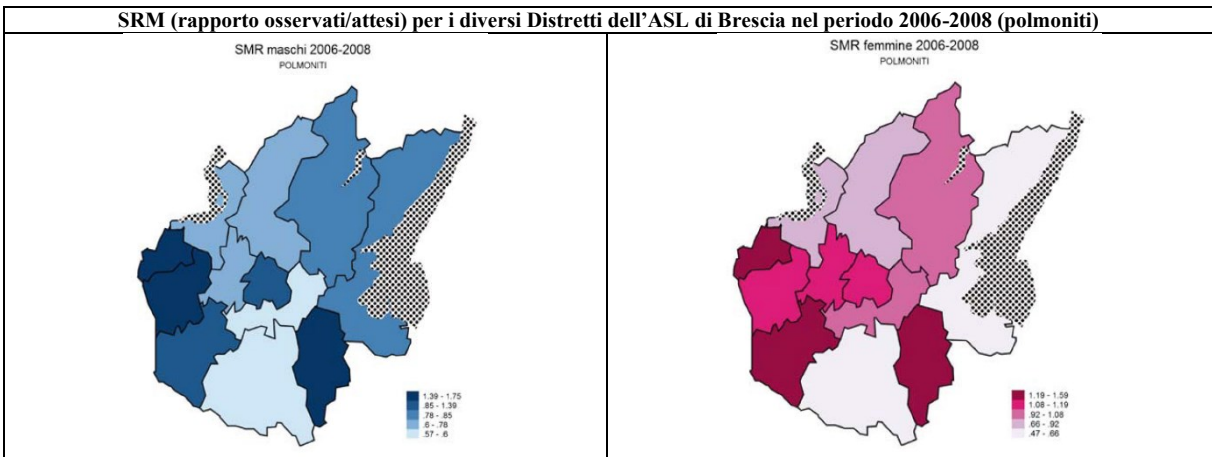 SRM (rapporto osservati/attesi) per i diversi Distretti dell'ASL di Brescia nel periodo 2006-2008 (polmoniti)
SMR maschi 2006-2008
POLMONITI
1.39 - 1.75
.85 - 1.39
.78 - .85
.6 - .78
.57 - .6
SMR femmine 2006-2008
POLMONITI
1.19 - 1.59
1.08 - 1.19
.92 - 1.08
.66 - .92
.47 - .66